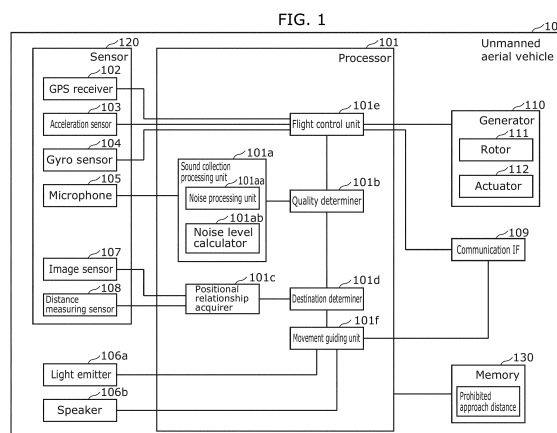 FIG. 1
10
Unmanned
aerial vehicle
120
Sensor
102
GPS receiver
103
Acceleration sensor
104
Gyro sensor
105
Microphone
107
Image sensor
108
Distance
measuring sensor
106a
Light emitter
106b
Speaker
101
Processor
101e
Flight control unit
101a
Sound collection
processing unit
101aa
Noise processing unit
101ab
Noise level
calculator
101b
Quality determiner
101c
Positional
relationship
acquirer
101d
Destination determiner
101f
Movement guiding unit
110
Generator
111
Rotor
112
Actuator
109
Communication IF
130
Memory
Prohibited
approach distance